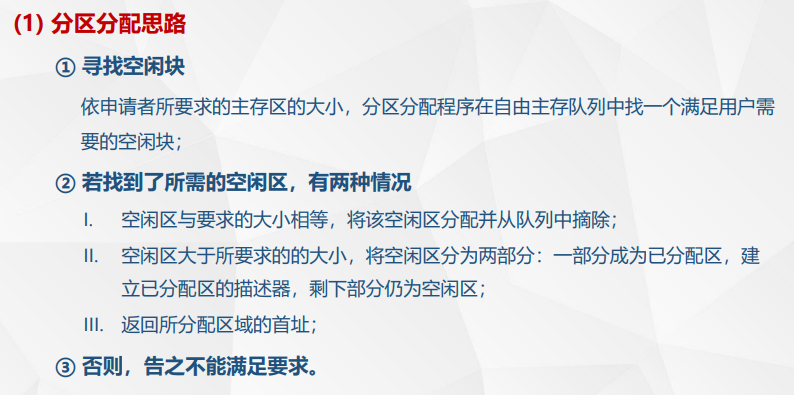 (1) 分区分配思路
① 寻找空闲块
依申请者所要求的主存区的大小，分区分配程序在自由主存队列中找一个满足用户需
要的空闲块；
② 若找到了所需的空闲区，有两种情况
I. 空闲区与要求的大小相等，将该空闲区分配并从队列中摘除；
II. 空闲区大于所要求的的大小，将空闲区分为两部分：一部分成为已分配区，建
立已分配区的描述器，剩下部分仍为空闲区；
III. 返回所分配区域的首址；
③ 否则，告之不能满足要求。